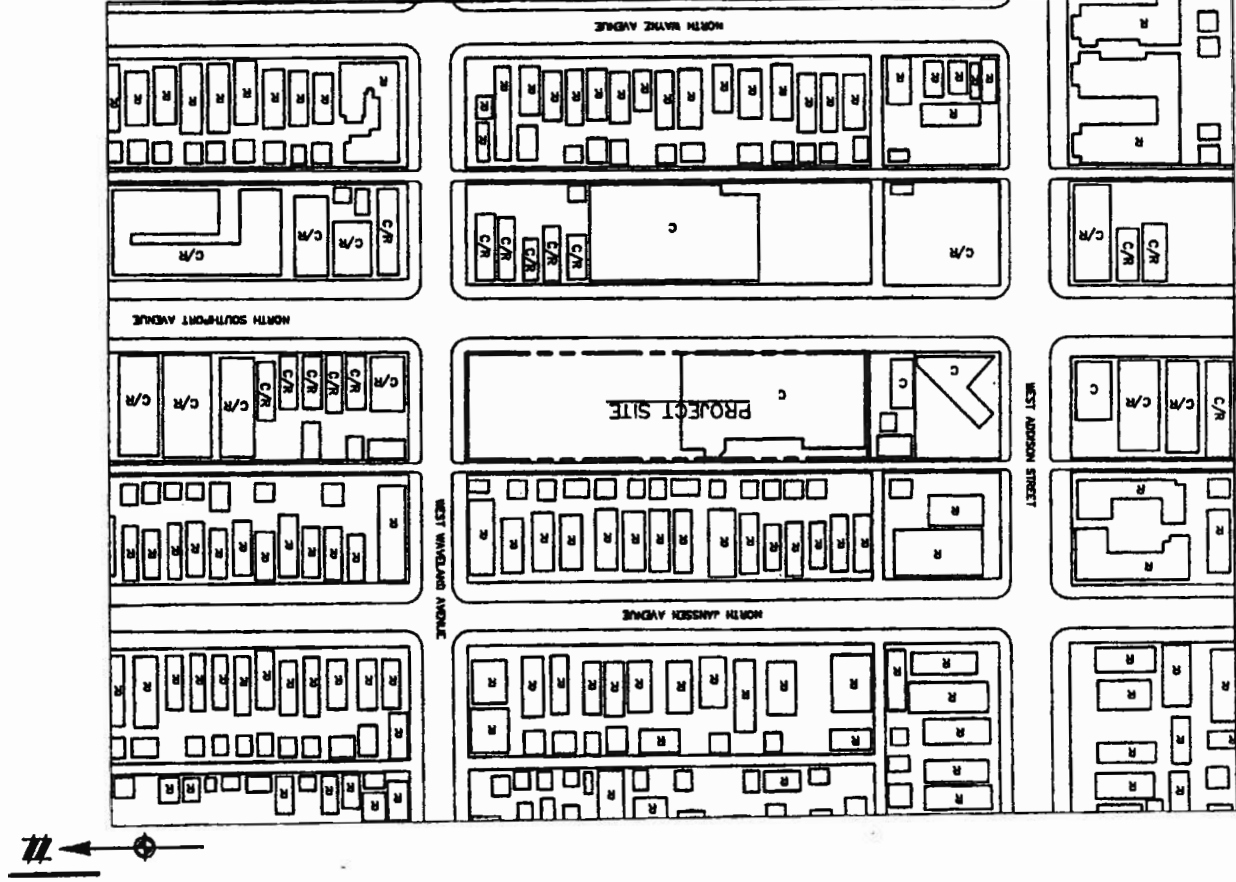 NORTH WAYNE AVENUE
R
R R R R R R R R R R
R R R R R R R R R R R R R R R
R R
R R R R R
R
R
C/R C/R C/R C/R
C/R C/R C/R C/R C/R
C
C/R
C/R C/R C/R
NORTH SOUTHPORT AVENUE
C/R C/R C/R C/R C/R C/R C/R C/R C/R
C
PROJECT SITE
C C
C C/R C/R C/R
WEST ADDISON STREET
WEST WAVELAND AVENUE
R R R R R R R R R R R R
R R R R R R R R R R R R R R R
R R
R R R
NORTH JANSSEN AVENUE
R R R R R R R R R R R R
R
R R R R R R R R R R R
R R R
R R R R R R
R R R R
R R R
R R
R R R R R R R
R R R
N